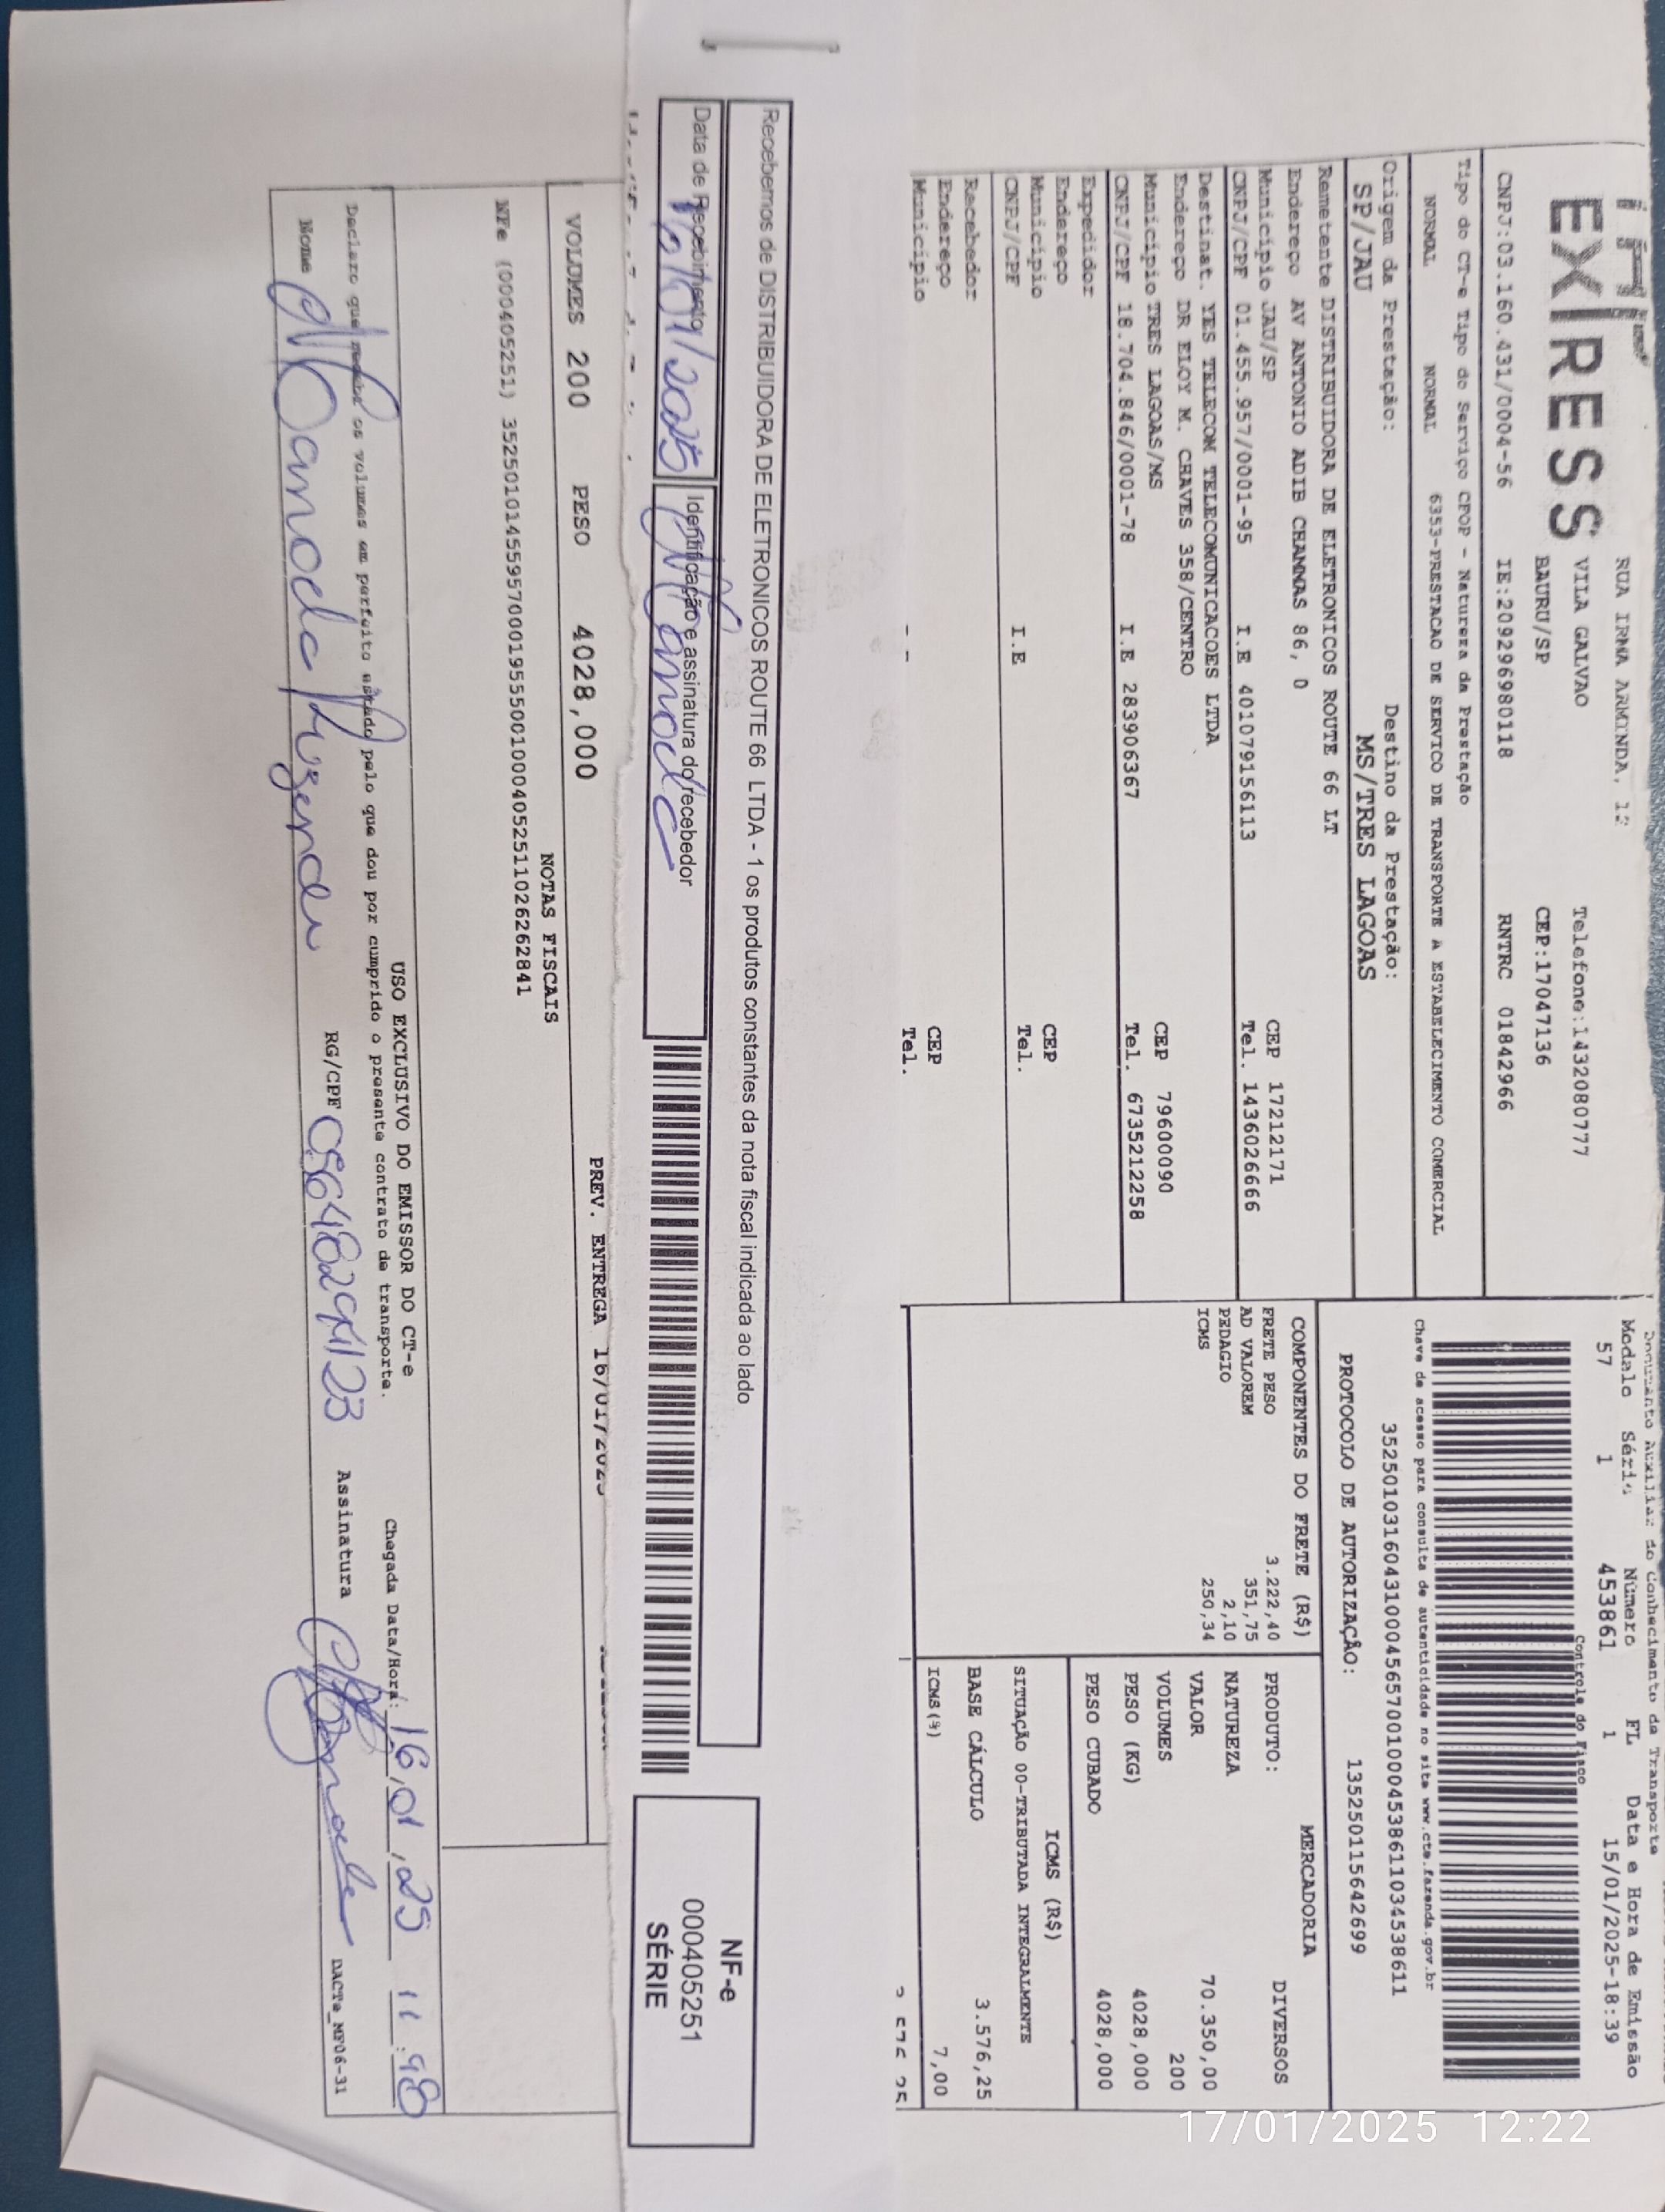 EXPRESS
RUA IRMA ARMINDA, 12
VILA GALVAO Telefone:1432080777
BAURU/SP CEP:17047136
CNPJ:03.160.431/0004-56 IE:209296980118 RNTRC 01842966
Tipo do CT-e Tipo do Serviço CFOP - Natureza da Prestação
NORMAL NORMAL 6353-PRESTACAO DE SERVICO DE TRANSPORTE A ESTABELECIMENTO COMERCIAL
Origem da Prestação: Destino da Prestação:
SP/JAU MS/TRES LAGOAS
Documento Auxiliar do Conhecimento de Transporte
Modalo Série Número FL Data e Hora de Emissão
57 1 453861 1 15/01/2025-18:39
Controle do Fisco
Chave de acesso para consulta de autenticidade no site www.cte.fazenda.gov.br
35250103160431000456570010004538611034538611
PROTOCOLO DE AUTORIZAÇÃO: 135250115642699
Remetente DISTRIBUIDORA DE ELETRONICOS ROUTE 66 LT
Endereço AV ANTONIO ADIB CHAMMAS 86, 0
Município JAU/SP CEP 17212171
CNPJ/CPF 01.455.957/0001-95 I.E 401079156113 Tel. 1436026666
Destinat. YES TELECOM TELECOMUNICACOES LTDA
Endereço DR ELOY M. CHAVES 358/CENTRO
Município TRES LAGOAS/MS CEP 79600090
CNPJ/CPF 18.704.846/0001-78 I.E 283906367 Tel. 6735212258
Expedidor
Endereço
Município CEP
CNPJ/CPF I.E Tel.
Recebedor
Endereço CEP
Município Tel.
COMPONENTES DO FRETE (R$)
FRETE PESO 3.222,40
AD VALOREM 351,75
PEDAGIO 2,10
ICMS 250,34
MERCADORIA
PRODUTO: DIVERSOS
NATUREZA
VALOR 70.350,00
VOLUMES 200
PESO (KG) 4028,000
PESO CUBADO 4028,000
ICMS (R$)
SITUAÇÃO 00-TRIBUTADA INTEGRALMENTE
BASE CÁLCULO 3.576,25
ICMS(%) 7,00
Recebemos de DISTRIBUIDORA DE ELETRONICOS ROUTE 66 LTDA - 1 os produtos constantes da nota fiscal indicada ao lado
Data de Recebimento Identificação e assinatura do recebedor
16/01/2025
NF-e
000405251
SÉRIE
VOLUMES 200 PESO 4028,000 PREV. ENTREGA 16/01/2025
NOTAS FISCAIS
NFe (000405251) 35250101455957000195550010004052511026262841
USO EXCLUSIVO DO EMISSOR DO CT-e
Declaro que recebi os volumes em perfeito estado pelo que dou por cumprido o presente contrato de transporte.
Chegada Data/Hora: 16,01,25 11:48
Nome RG/CPF Assinatura
DACTe_MF06-31
17/01/2025 12:22